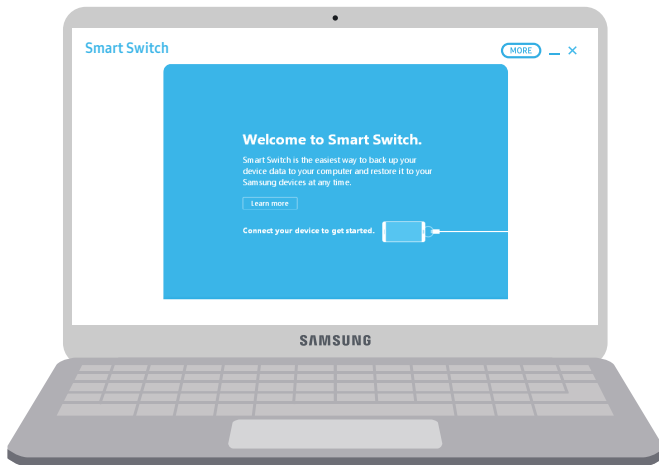 Smart Switch
MORE
Welcome to Smart Switch.
Smart Switch is the easiest way to back up your
device data to your computer and restore it to your
Samsung devices at any time.
Learn more
Connect your device to get started.
SAMSUNG